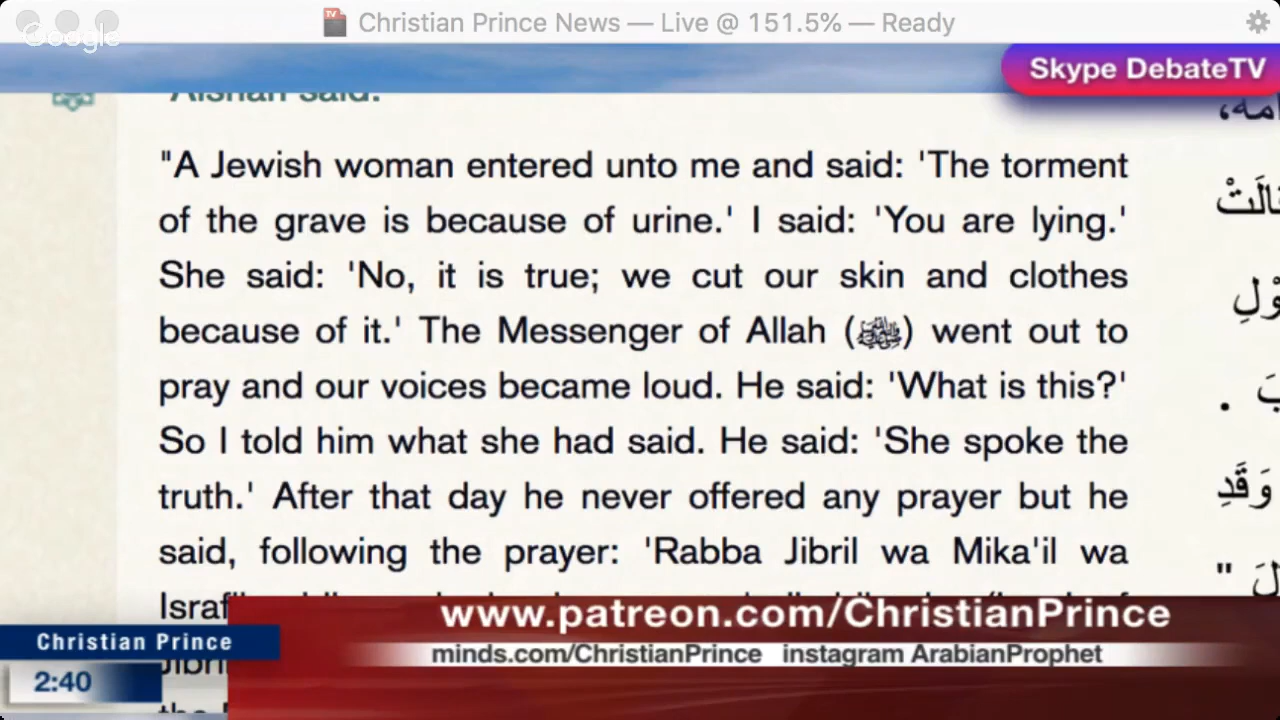 Christian Prince News — Live @ 151.5% — Ready
Google
Skype DebateTV
'Aishah said:
"A Jewish woman entered unto me and said: 'The torment
of the grave is because of urine.' I said: 'You are lying.'
She said: 'No, it is true; we cut our skin and clothes
because of it.' The Messenger of Allah (ﷺ) went out to
pray and our voices became loud. He said: 'What is this?'
So I told him what she had said. He said: 'She spoke the
truth.' After that day he never offered any prayer but he
said, following the prayer: 'Rabba Jibril wa Mika'il wa
وَقَدِ
www.patreon.com/ChristianPrince
Christian Prince
minds.com/ChristianPrince instagram ArabianProphet
2:40